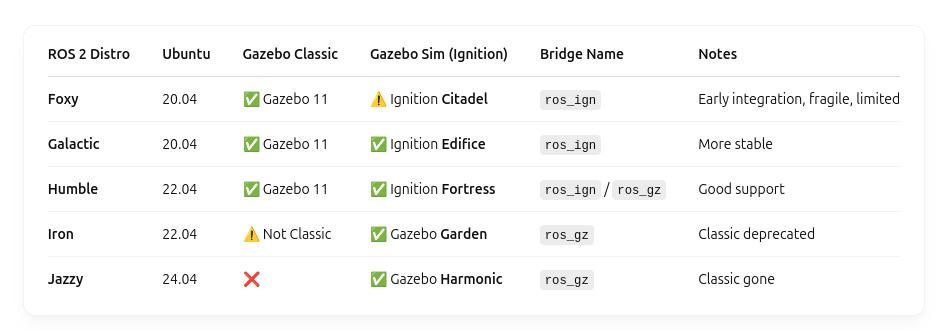 ROS 2 Distro Ubuntu Gazebo Classic Gazebo Sim (Ignition) Bridge Name Notes
Foxy 20.04 ✅ Gazebo 11 ⚠️ Ignition Citadel ros_ign Early integration, fragile, limited
Galactic 20.04 ✅ Gazebo 11 ✅ Ignition Edifice ros_ign More stable
Humble 22.04 ✅ Gazebo 11 ✅ Ignition Fortress ros_ign / ros_gz Good support
Iron 22.04 ⚠️ Not Classic ✅ Gazebo Garden ros_gz Classic deprecated
Jazzy 24.04 ❌ ✅ Gazebo Harmonic ros_gz Classic gone